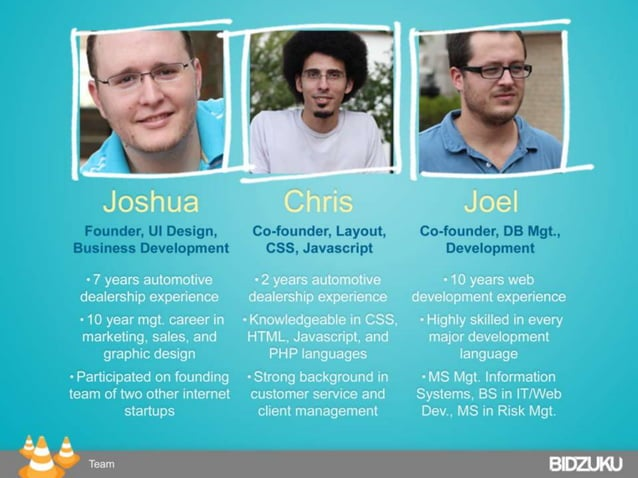 Joshua
Founder, UI Design,
Business Development
•7 years automotive
dealership experience
•10 year mgt. career in
marketing, sales, and
graphic design
•Participated on founding
team of two other internet
startups
Chris
Co-founder, Layout,
CSS, Javascript
•2 years automotive
dealership experience
•Knowledgeable in CSS,
HTML, Javascript, and
PHP languages
•Strong background in
customer service and
client management
Joel
Co-founder, DB Mgt.,
Development
•10 years web
development experience
•Highly skilled in every
major development
language
•MS Mgt. Information
Systems, BS in IT/Web
Dev., MS in Risk Mgt.
Team
BIDZUKU